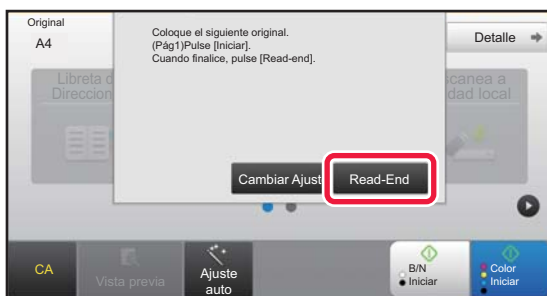 Original
A4
Coloque el siguiente original.
(Pág1)Pulse [Iniciar].
Cuando finalice, pulse [Read-end].
Detalle
Libreta d
Direccion
scanea a
dad local
Cambiar Ajust
Read-End
CA
Vista previa
Ajuste
auto
B/N
Iniciar
Color
Iniciar